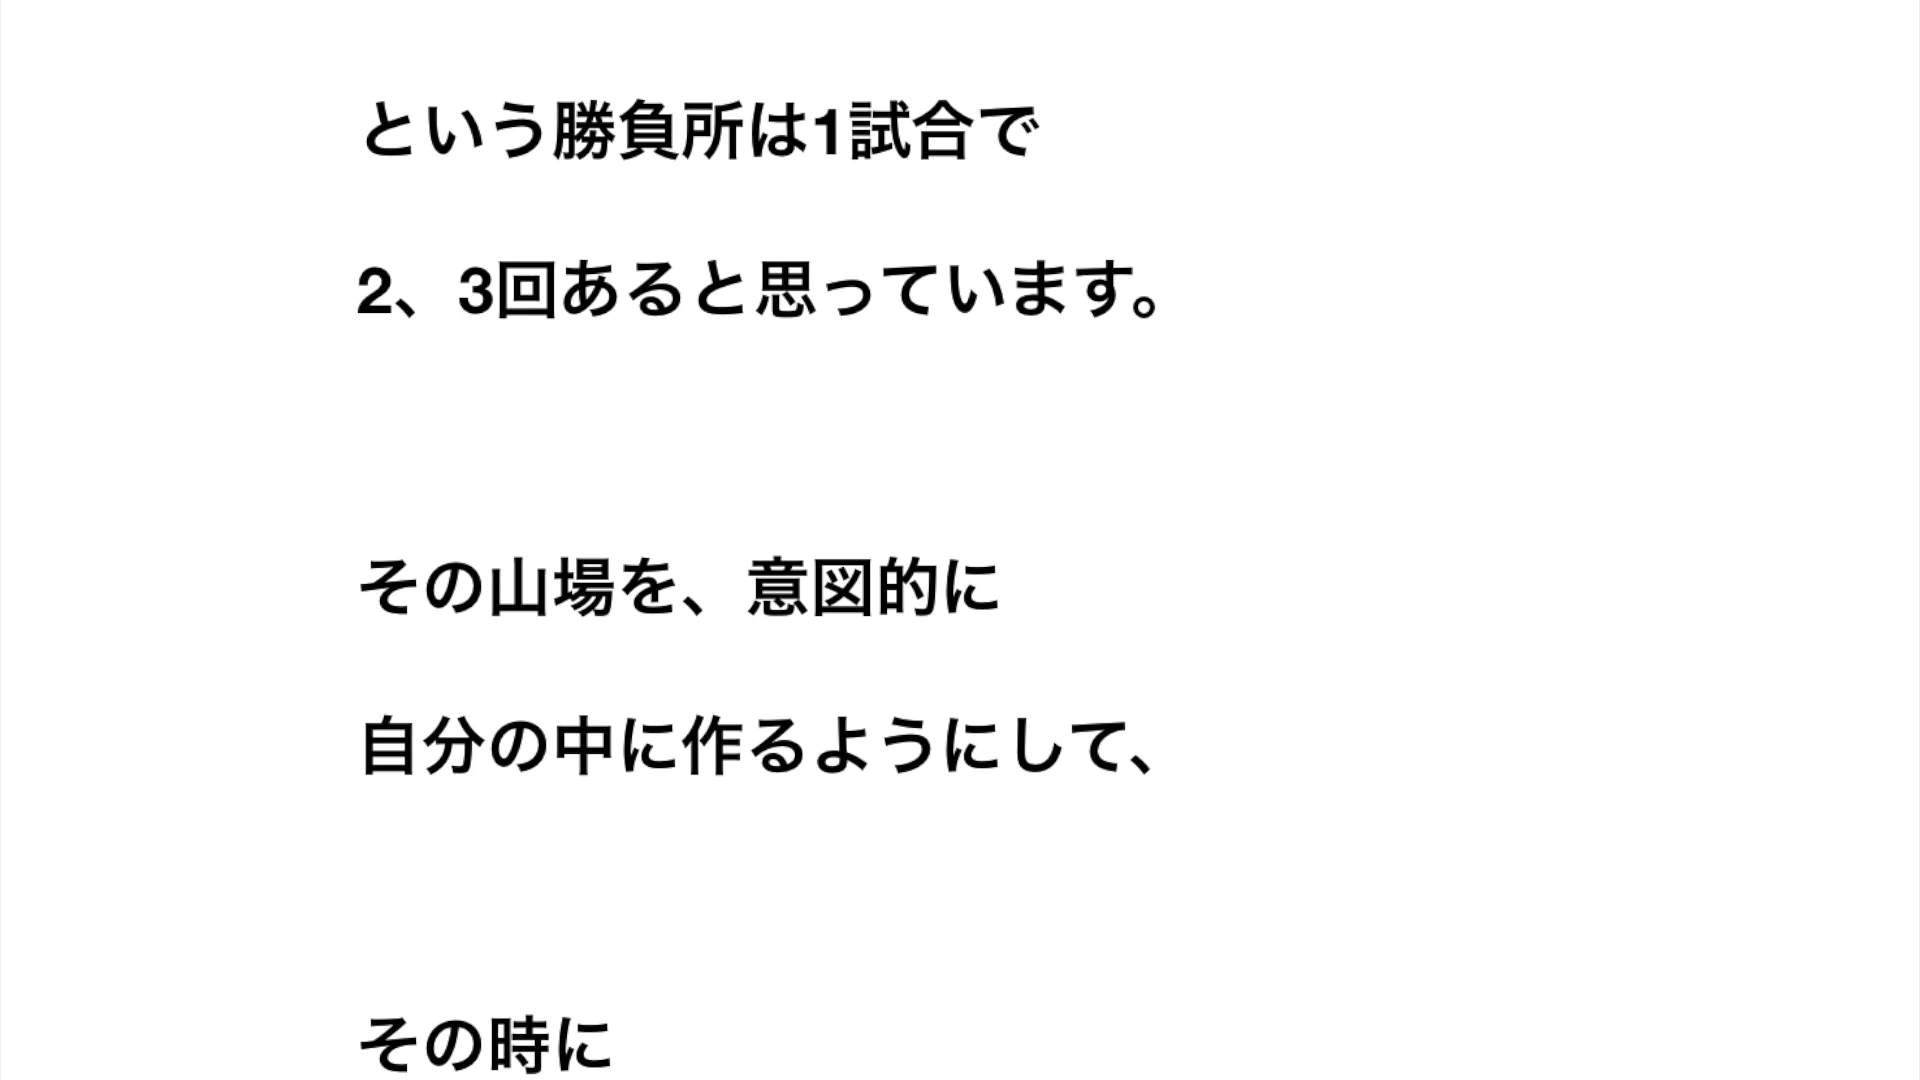 という勝負所は1試合で
2、3回あると思っています。
その山場を、意図的に
自分の中に作るようにして、
その時に